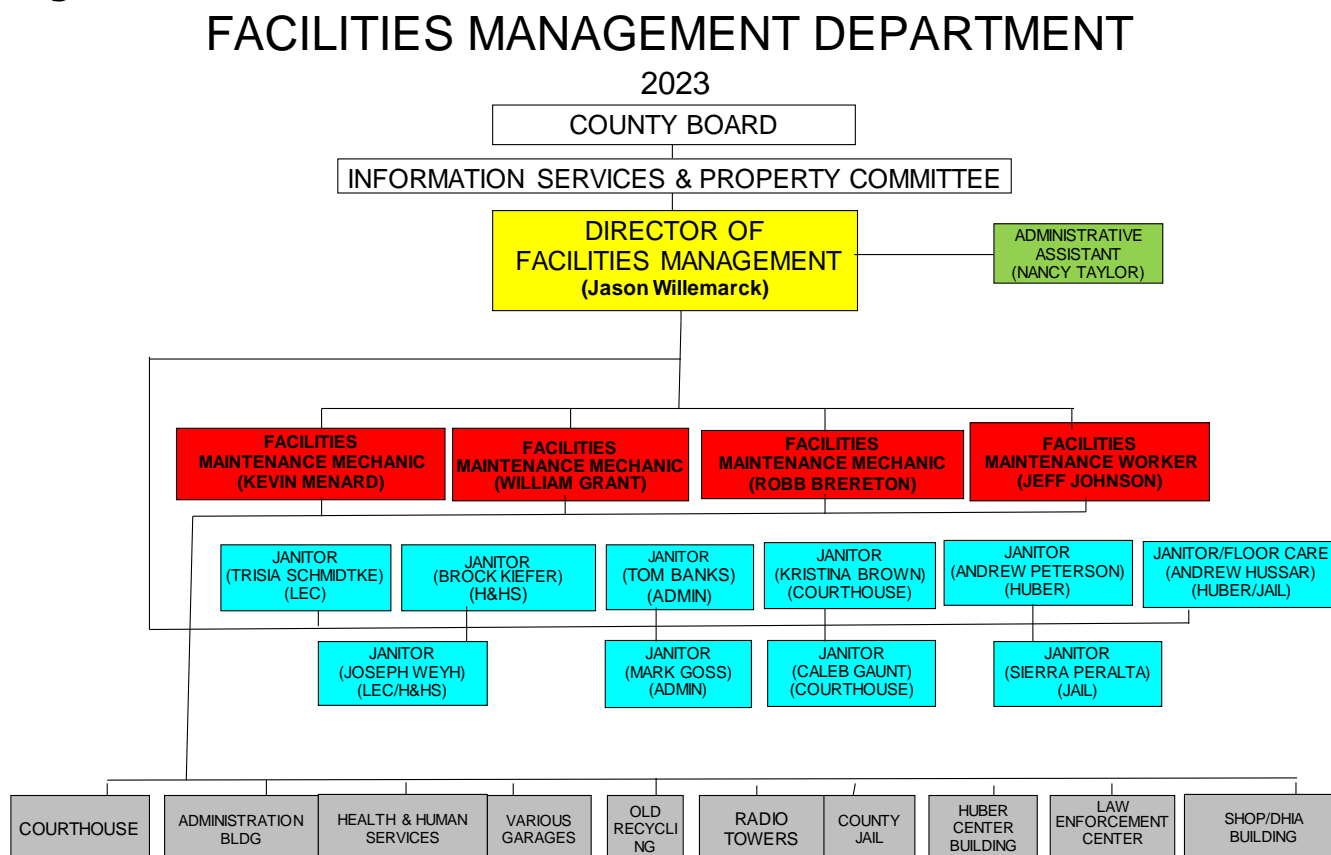 FACILITIES MANAGEMENT DEPARTMENT
2023
COUNTY BOARD
INFORMATION SERVICES & PROPERTY COMMITTEE
DIRECTOR OF
FACILITIES MANAGEMENT
(Jason Willemarck)
ADMINISTRATIVE
ASSISTANT
(NANCY TAYLOR)
FACILITIES
MAINTENANCE MECHANIC
(KEVIN MENARD)
FACILITIES
MAINTENANCE MECHANIC
(WILLIAM GRANT)
FACILITIES
MAINTENANCE MECHANIC
(ROBB BRERETON)
FACILITIES
MAINTENANCE WORKER
(JEFF JOHNSON)
JANITOR
(TRISIA SCHMIDTKE)
(LEC)
JANITOR
(BROCK KIEFER)
(H&HS)
JANITOR
(TOM BANKS)
(ADMIN)
JANITOR
(KRISTINA BROWN)
(COURTHOUSE)
JANITOR
(ANDREW PETERSON)
(HUBER)
JANITOR/FLOOR CARE
(ANDREW HUSSAR)
(HUBER/JAIL)
JANITOR
(JOSEPH WEYH)
(LEC/H&HS)
JANITOR
(MARK GOSS)
(ADMIN)
JANITOR
(CALEB GAUNT)
(COURTHOUSE)
JANITOR
(SIERRA PERALTA)
(JAIL)
COURTHOUSE
ADMINISTRATION
BLDG
HEALTH & HUMAN
SERVICES
VARIOUS
GARAGES
OLD
RECYCLI
NG
RADIO
TOWERS
COUNTY
JAIL
HUBER
CENTER
BUILDING
LAW
ENFORCEMENT
CENTER
SHOP/DHIA
BUILDING